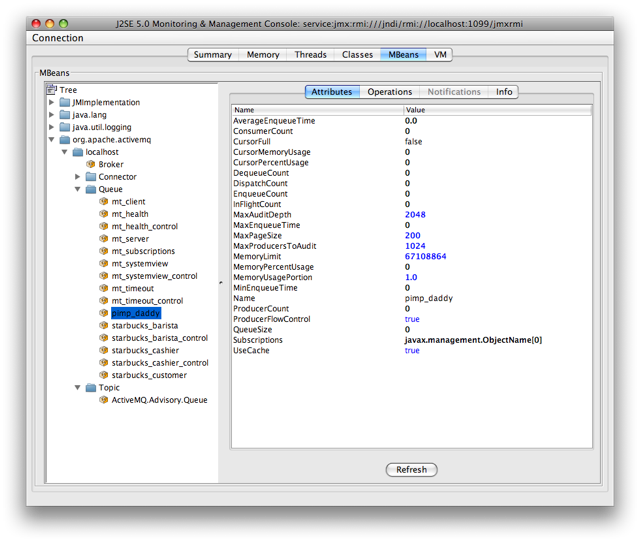 J2SE 5.0 Monitoring & Management Console: service:jmx:rmi:///jndi/rmi://localhost:1099/jmxrmi
Connection
Summary Memory Threads Classes MBeans VM
MBeans
Tree
JMImplementation
java.lang
java.util.logging
org.apache.activemq
localhost
Broker
Connector
Queue
mt_client
mt_health
mt_health_control
mt_server
mt_subscriptions
mt_systemview
mt_systemview_control
mt_timeout
mt_timeout_control
pimp_daddy
starbucks_barista
starbucks_barista_control
starbucks_cashier
starbucks_cashier_control
starbucks_customer
Topic
ActiveMQ.Advisory.Queue
Attributes Operations Notifications Info
Name Value
AverageEnqueueTime 0.0
ConsumerCount 0
CursorFull false
CursorMemoryUsage 0
CursorPercentUsage 0
DequeueCount 0
DispatchCount 0
EnqueueCount 0
InFlightCount 0
MaxAuditDepth 2048
MaxEnqueueTime 0
MaxPageSize 200
MaxProducersToAudit 1024
MemoryLimit 67108864
MemoryPercentUsage 0
MemoryUsagePortion 1.0
MinEnqueueTime 0
Name pimp_daddy
ProducerCount 0
ProducerFlowControl true
QueueSize 0
Subscriptions javax.management.ObjectName[0]
UseCache true
Refresh